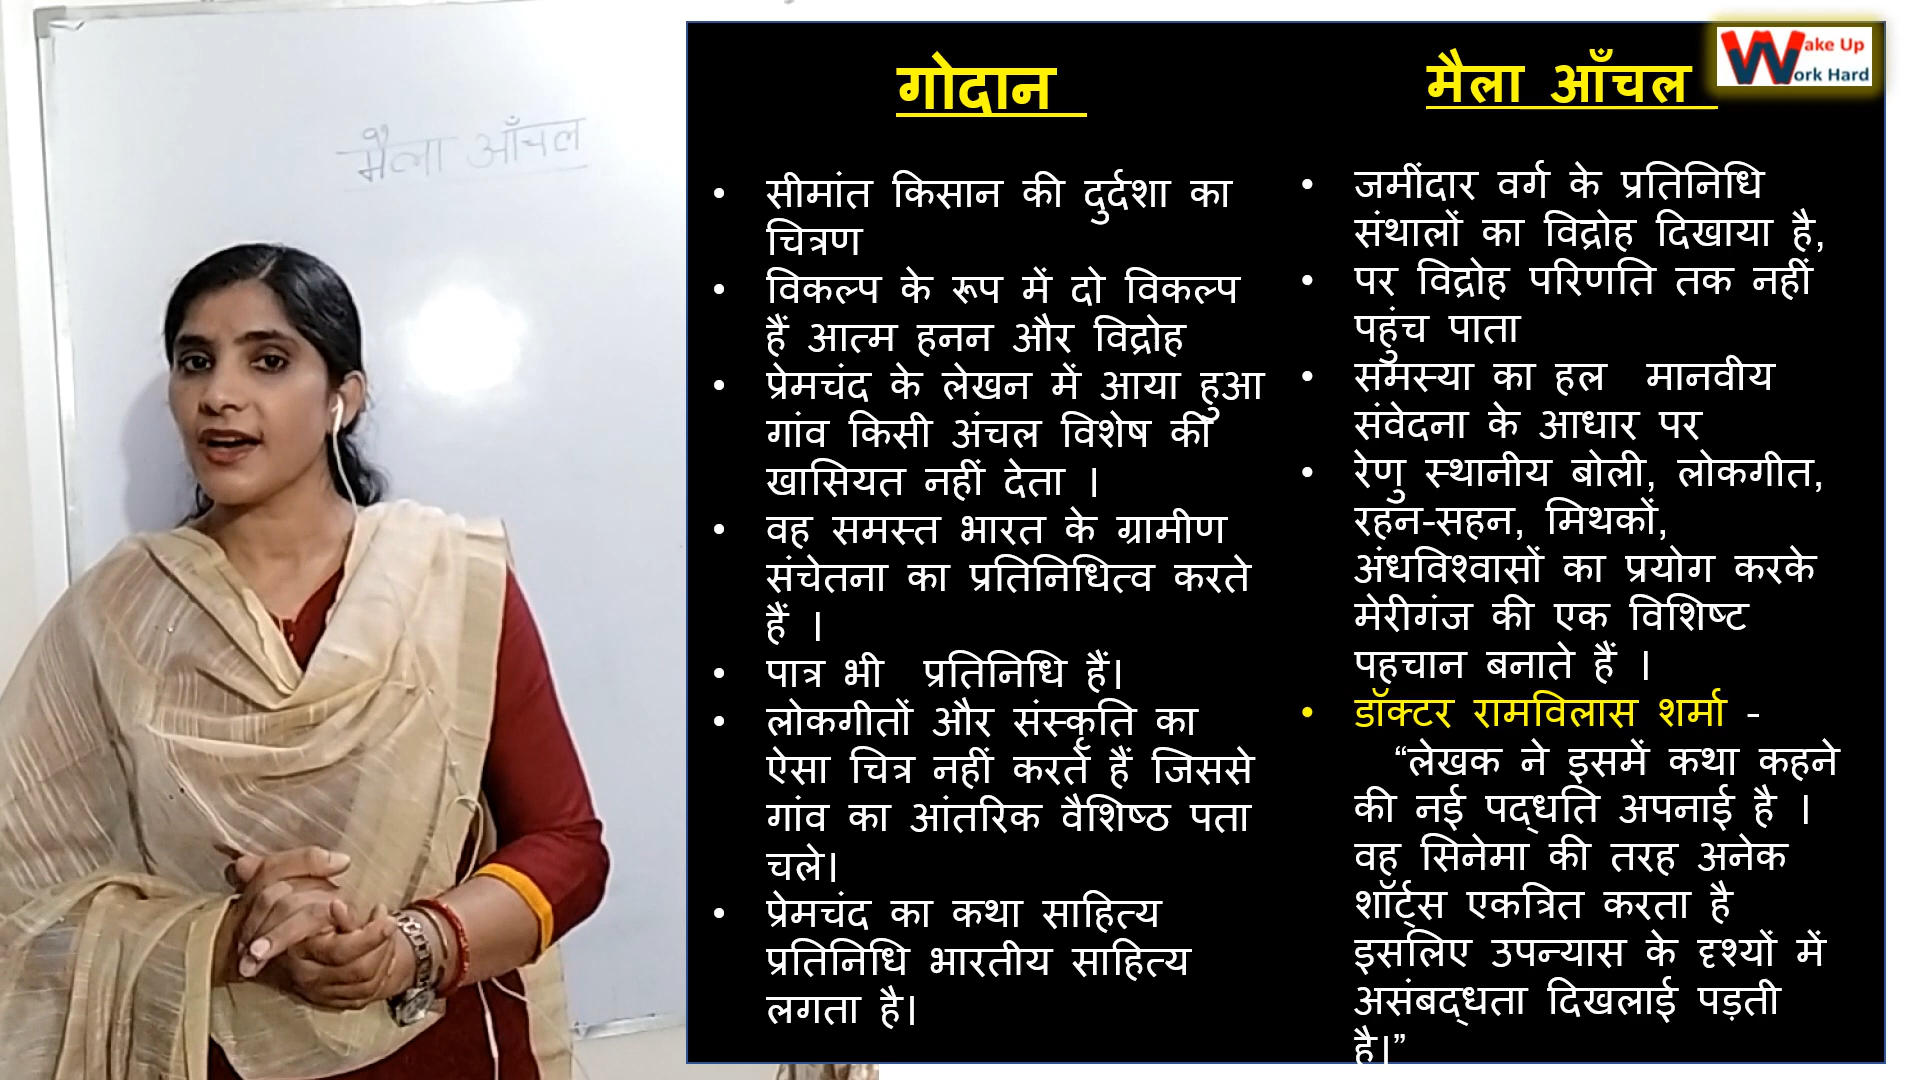 मैला आँचल
गोदान
• सीमांत किसान की दुर्दशा का
चित्रण
• विकल्प के रूप में दो विकल्प
हैं आत्म हनन और विद्रोह
• प्रेमचंद के लेखन में आया हुआ
गांव किसी अंचल विशेष की
खासियत नहीं देता ।
• वह समस्त भारत के ग्रामीण
संचेतना का प्रतिनिधित्व करते
हैं ।
• पात्र भी प्रतिनिधि हैं।
• लोकगीतों और संस्कृति का
ऐसा चित्र नहीं करते हैं जिससे
गांव का आंतरिक वैशिष्ठ पता
चले।
• प्रेमचंद का कथा साहित्य
प्रतिनिधि भारतीय साहित्य
लगता है।
मैला आँचल
• जमींदार वर्ग के प्रतिनिधि
संथालों का विद्रोह दिखाया है,
• पर विद्रोह परिणति तक नहीं
पहुंच पाता
• समस्या का हल मानवीय
संवेदना के आधार पर
• रेणु स्थानीय बोली, लोकगीत,
रहन-सहन, मिथकों,
अंधविश्वासों का प्रयोग करके
मेरीगंज की एक विशिष्ट
पहचान बनाते हैं ।
• डॉक्टर रामविलास शर्मा -
“लेखक ने इसमें कथा कहने
की नई पद्धति अपनाई है ।
वह सिनेमा की तरह अनेक
शॉर्ट्स एकत्रित करता है
इसलिए उपन्यास के दृश्यों में
असंबद्धता दिखलाई पड़ती
है।”
Wake Up
Work Hard